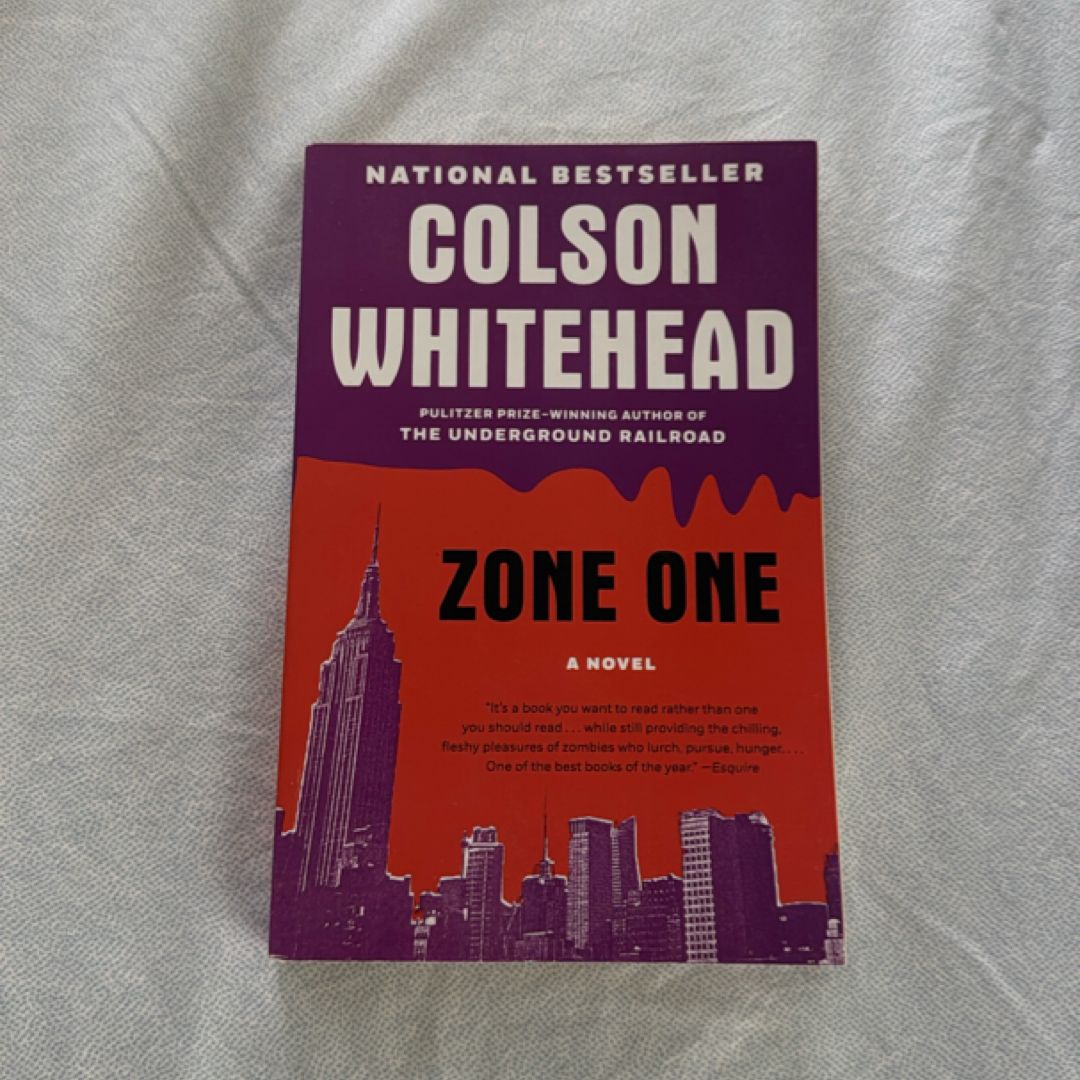 NATIONAL BESTSELLER
COLSON
WHITEHEAD
PULITZER PRIZE–WINNING AUTHOR OF
THE UNDERGROUND RAILROAD
ZONE ONE
A NOVEL
"It's a book you want to read rather than one
you should read . . . while still providing the chilling,
fleshy pleasures of zombies who lurch, pursue, hunger. . . .
One of the best books of the year." —Esquire